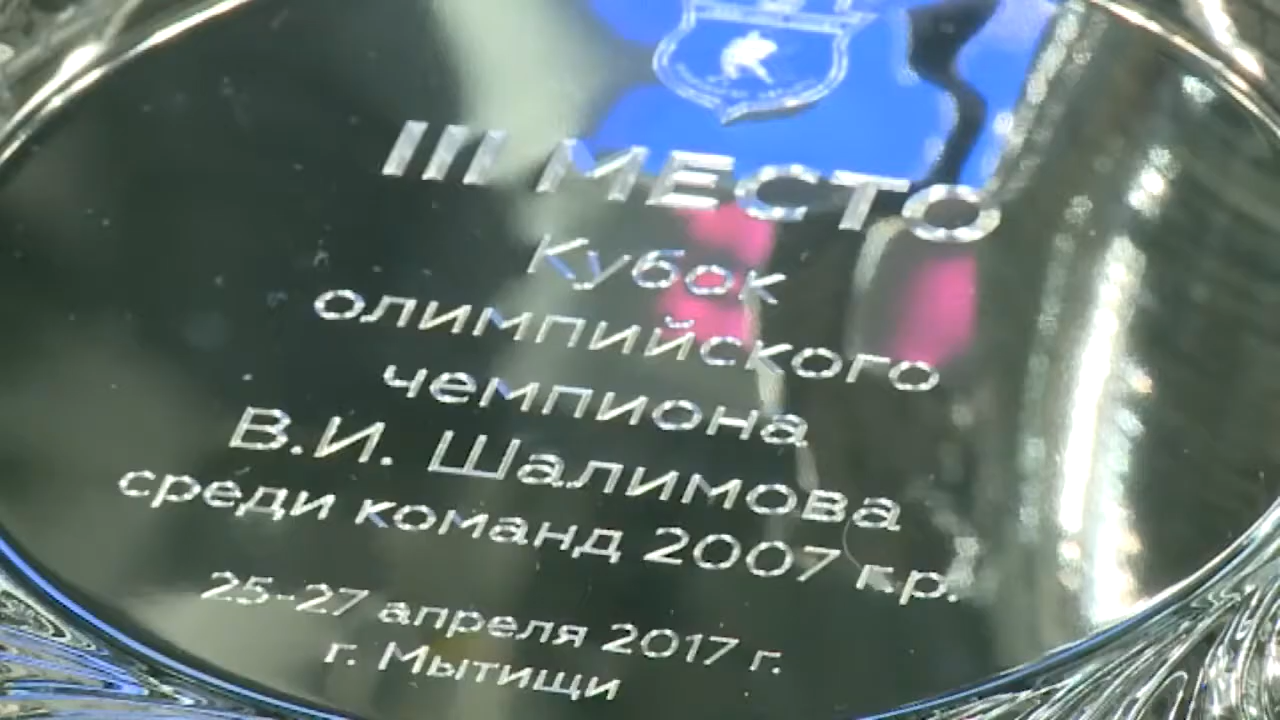 III МЕСТО
Кубок
олимпийского
чемпиона
В.И. Шалимова
среди команд 2007 г.р.
25-27 апреля 2017 г.
г. Мытищи